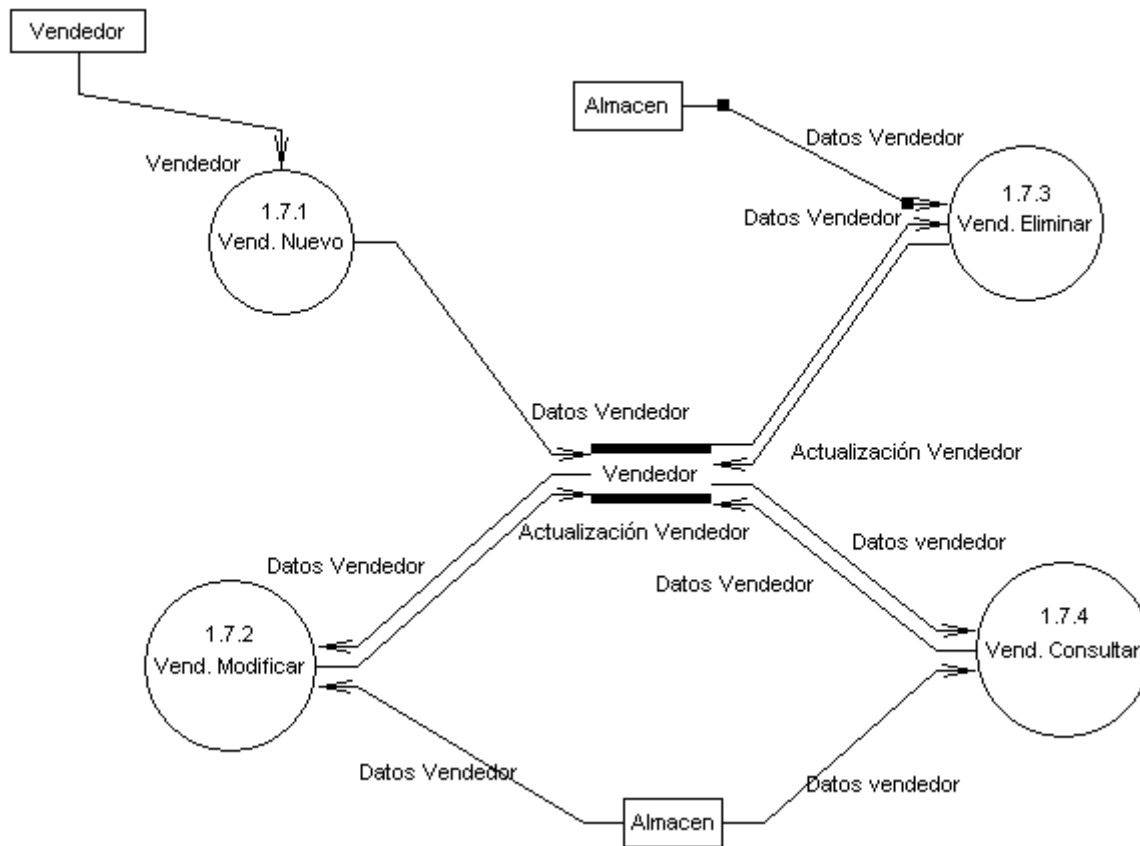 Vendedor
Almacen
Datos Vendedor
Vendedor
1.7.1
Vend. Nuevo
1.7.3
Vend. Eliminar
Datos Vendedor
Datos Vendedor
Actualización Vendedor
Vendedor
Actualización Vendedor
Datos vendedor
Datos Vendedor
Datos Vendedor
1.7.2
Vend. Modificar
1.7.4
Vend. Consultar
Datos Vendedor
Datos vendedor
Almacen